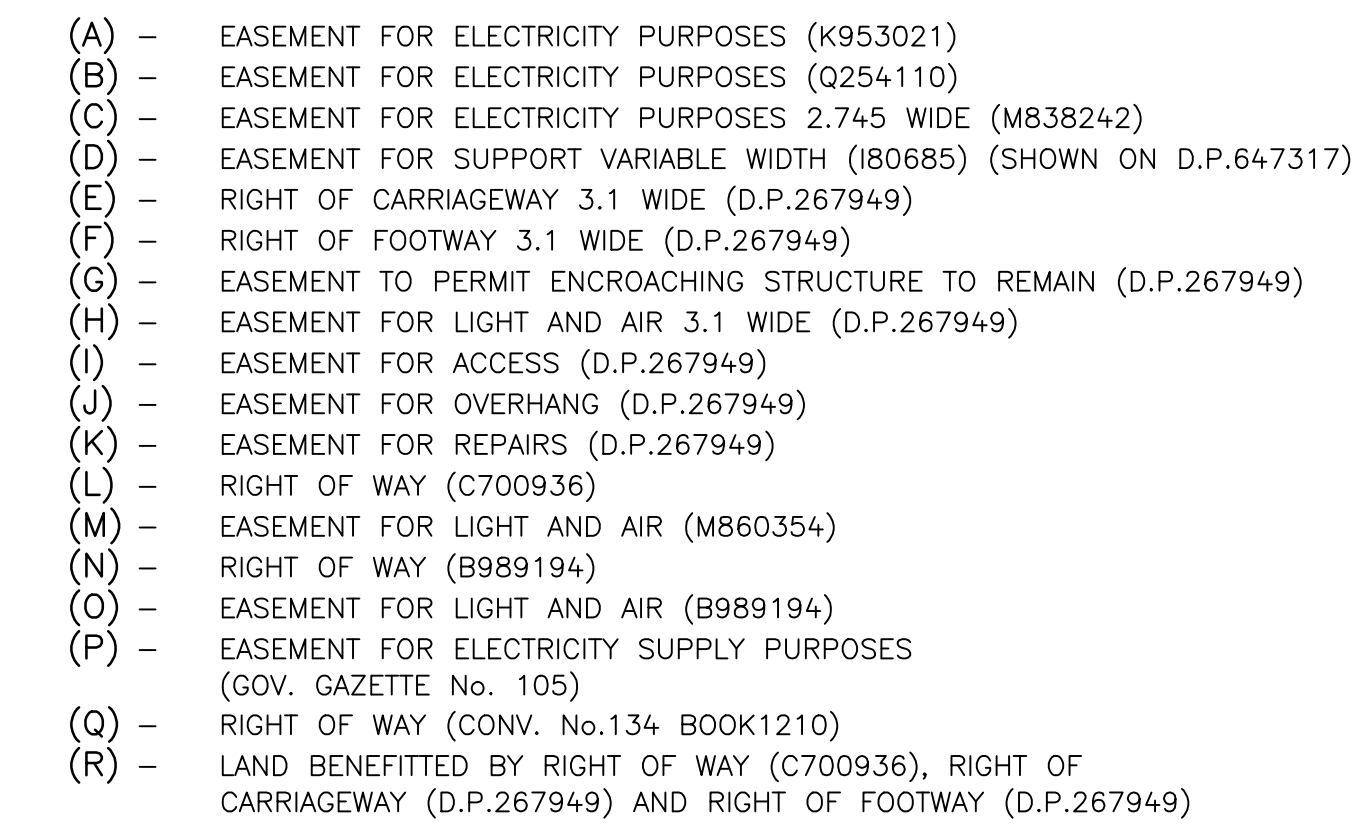 (A) – EASEMENT FOR ELECTRICITY PURPOSES (K953021)
(B) – EASEMENT FOR ELECTRICITY PURPOSES (Q254110)
(C) – EASEMENT FOR ELECTRICITY PURPOSES 2.745 WIDE (M838242)
(D) – EASEMENT FOR SUPPORT VARIABLE WIDTH (I80685) (SHOWN ON D.P.647317)
(E) – RIGHT OF CARRIAGEWAY 3.1 WIDE (D.P.267949)
(F) – RIGHT OF FOOTWAY 3.1 WIDE (D.P.267949)
(G) – EASEMENT TO PERMIT ENCROACHING STRUCTURE TO REMAIN (D.P.267949)
(H) – EASEMENT FOR LIGHT AND AIR 3.1 WIDE (D.P.267949)
(I) – EASEMENT FOR ACCESS (D.P.267949)
(J) – EASEMENT FOR OVERHANG (D.P.267949)
(K) – EASEMENT FOR REPAIRS (D.P.267949)
(L) – RIGHT OF WAY (C700936)
(M) – EASEMENT FOR LIGHT AND AIR (M860354)
(N) – RIGHT OF WAY (B989194)
(O) – EASEMENT FOR LIGHT AND AIR (B989194)
(P) – EASEMENT FOR ELECTRICITY SUPPLY PURPOSES
(GOV. GAZETTE No. 105)
(Q) – RIGHT OF WAY (CONV. No.134 BOOK1210)
(R) – LAND BENEFITTED BY RIGHT OF WAY (C700936), RIGHT OF
CARRIAGEWAY (D.P.267949) AND RIGHT OF FOOTWAY (D.P.267949)